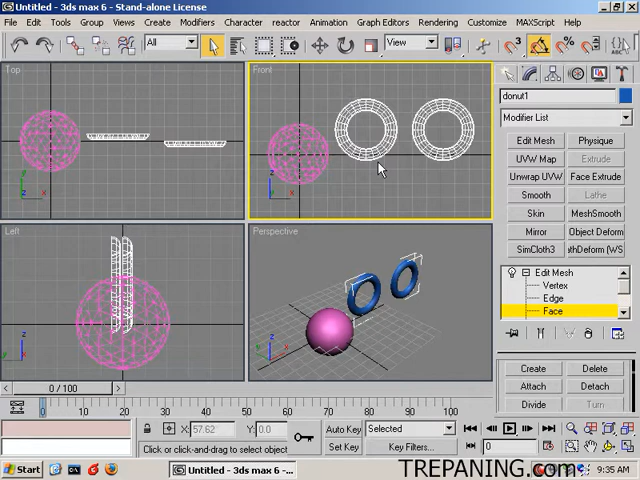 Untitled - 3ds max 6 - Stand-alone License
File Edit Tools Group Views Create Modifiers Character reactor Animation Graph Editors Rendering Customize MAXScript Help
All
View
Top
Front
donut1
Modifier List
Edit Mesh Physique
UVW Map Extrude
Unwrap UVW Face Extrude
Smooth Lathe
Skin MeshSmooth
Mirror Object Deform
SimCloth3 thDeform (WS
Left
Perspective
Edit Mesh
Vertex
Edge
Face
Create Delete
Attach Detach
Divide Turn
0 / 100
0 10 20 30 40 50 60 70 80 90 100
X: 57.62 Y: 0.0 Auto Key Selected
Click or click-and-drag to select object Set Key Key Filters... 0
Start Untitled - 3ds max 6 -... 9:35 AM
TREPANING.com